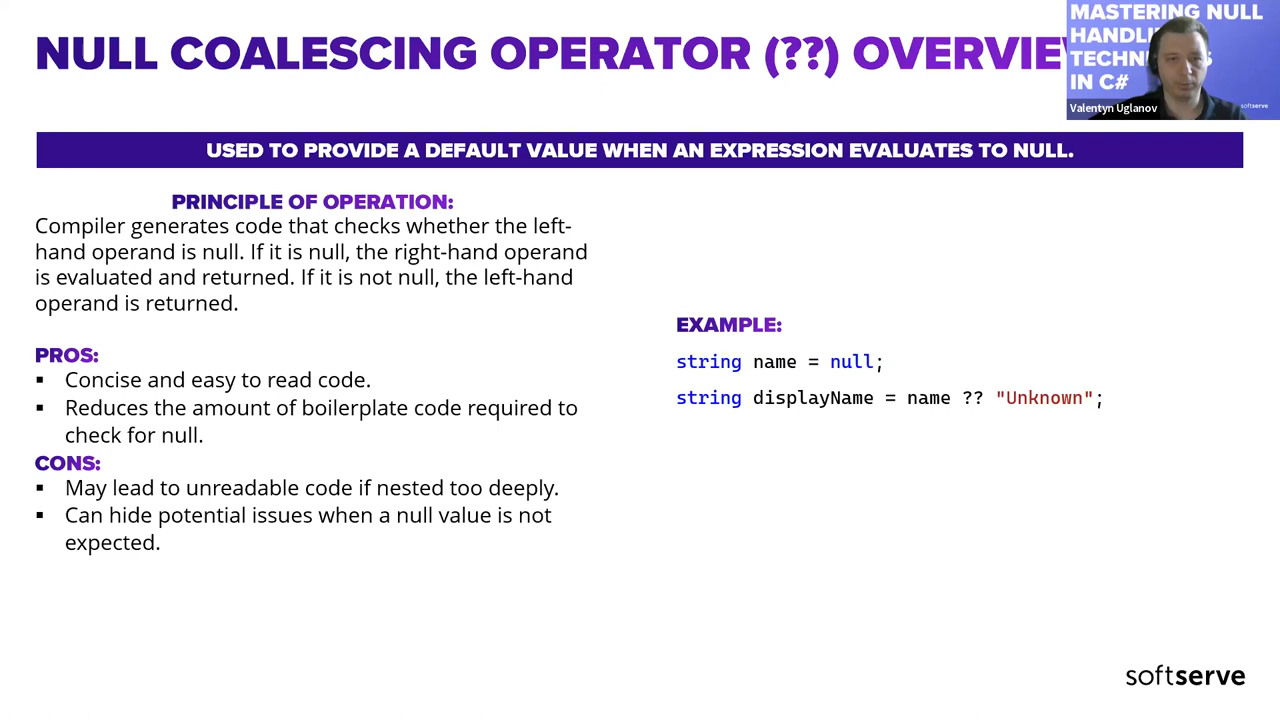 NULL COALESCING OPERATOR (??) OVERVIE
MASTERING NULL
HANDLI
TECHN
IN C#
Valentyn Uglanov
softserve
USED TO PROVIDE A DEFAULT VALUE WHEN AN EXPRESSION EVALUATES TO NULL.
PRINCIPLE OF OPERATION:
Compiler generates code that checks whether the left-
hand operand is null. If it is null, the right-hand operand
is evaluated and returned. If it is not null, the left-hand
operand is returned.
PROS:
▪ Concise and easy to read code.
▪ Reduces the amount of boilerplate code required to
check for null.
CONS:
▪ May lead to unreadable code if nested too deeply.
▪ Can hide potential issues when a null value is not
expected.
EXAMPLE:
string name = null;
string displayName = name ?? "Unknown";
softserve